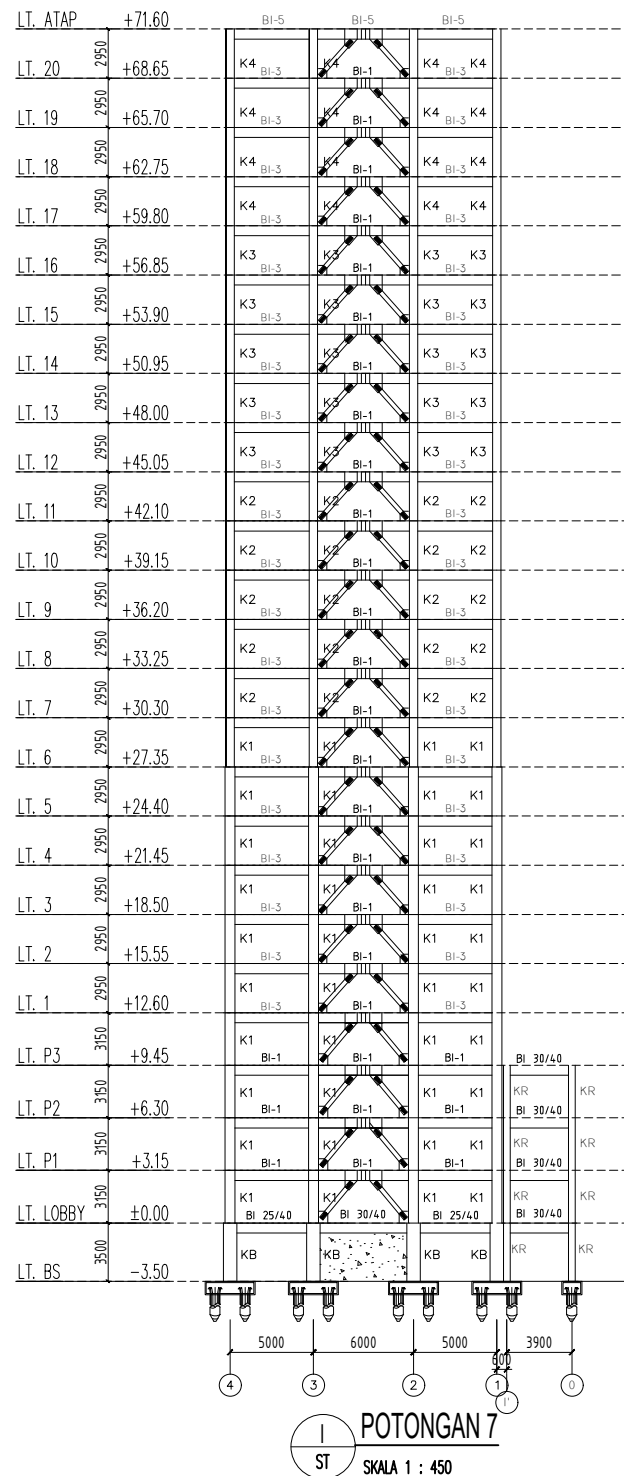 LT. ATAP +71.60 BI-5 BI-5 BI-5
2950 K4 K4 K4 K4
LT. 20 +68.65 BI-3 BI-1 BI-3
2950 K4 K4 K4 K4
LT. 19 +65.70 BI-3 BI-1 BI-3
2950 K4 K4 K4 K4
LT. 18 +62.75 BI-3 BI-1 BI-3
2950 K4 K4 K4 K4
LT. 17 +59.80 BI-3 BI-1 BI-3
2950 K3 K3 K3 K3
LT. 16 +56.85 BI-3 BI-1 BI-3
2950 K3 K3 K3 K3
LT. 15 +53.90 BI-3 BI-1 BI-3
2950 K3 K3 K3 K3
LT. 14 +50.95 BI-3 BI-1 BI-3
2950 K3 K3 K3 K3
LT. 13 +48.00 BI-3 BI-1 BI-3
2950 K3 K3 K3 K3
LT. 12 +45.05 BI-3 BI-1 BI-3
2950 K2 K2 K2 K2
LT. 11 +42.10 BI-3 BI-1 BI-3
2950 K2 K2 K2 K2
LT. 10 +39.15 BI-3 BI-1 BI-3
2950 K2 K2 K2 K2
LT. 9 +36.20 BI-3 BI-1 BI-3
2950 K2 K2 K2 K2
LT. 8 +33.25 BI-3 BI-1 BI-3
2950 K2 K2 K2 K2
LT. 7 +30.30 BI-3 BI-1 BI-3
2950 K1 K1 K1 K1
LT. 6 +27.35 BI-3 BI-1 BI-3
2950 K1 K1 K1 K1
LT. 5 +24.40 BI-3 BI-1 BI-3
2950 K1 K1 K1 K1
LT. 4 +21.45 BI-3 BI-1 BI-3
2950 K1 K1 K1 K1
LT. 3 +18.50 BI-3 BI-1 BI-3
2950 K1 K1 K1 K1
LT. 2 +15.55 BI-3 BI-1 BI-3
2950 K1 K1 K1 K1
LT. 1 +12.60 BI-3 BI-1 BI-3
3150 K1 K1 K1 K1
LT. P3 +9.45 BI-1 BI-1 BI-1 BI 30/40
3150 K1 K1 K1 K1 KR KR
LT. P2 +6.30 BI-1 BI-1 BI-1 BI 30/40
3150 K1 K1 K1 K1 KR KR
LT. P1 +3.15 BI-1 BI-1 BI-1 BI 30/40
3150 K1 K1 K1 K1 KR KR
LT. LOBBY ±0.00 BI 25/40 BI 30/40 BI 25/40 BI 30/40
3500 KB KB KB KB KR KR
LT. BS −3.50
5000 6000 5000 600 3900
4 3 2 1 1' 0
I
ST
POTONGAN 7
SKALA 1 : 450